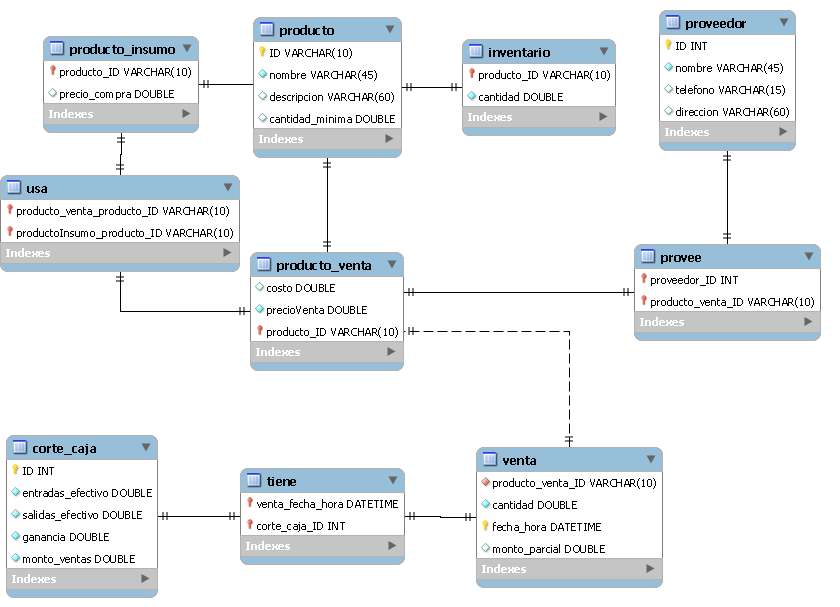 producto_insumo
producto_ID VARCHAR(10)
precio_compra DOUBLE
Indexes
producto
ID VARCHAR(10)
nombre VARCHAR(45)
descripcion VARCHAR(60)
cantidad_minima DOUBLE
Indexes
inventario
producto_ID VARCHAR(10)
cantidad DOUBLE
Indexes
proveedor
ID INT
nombre VARCHAR(45)
telefono VARCHAR(15)
direccion VARCHAR(60)
Indexes
usa
producto_venta_producto_ID VARCHAR(10)
productoInsumo_producto_ID VARCHAR(10)
Indexes
producto_venta
costo DOUBLE
precioVenta DOUBLE
producto_ID VARCHAR(10)
Indexes
provee
proveedor_ID INT
producto_venta_ID VARCHAR(10)
Indexes
corte_caja
ID INT
entradas_efectivo DOUBLE
salidas_efectivo DOUBLE
ganancia DOUBLE
monto_ventas DOUBLE
Indexes
tiene
venta_fecha_hora DATETIME
corte_caja_ID INT
Indexes
venta
producto_venta_ID VARCHAR(10)
cantidad DOUBLE
fecha_hora DATETIME
monto_parcial DOUBLE
Indexes